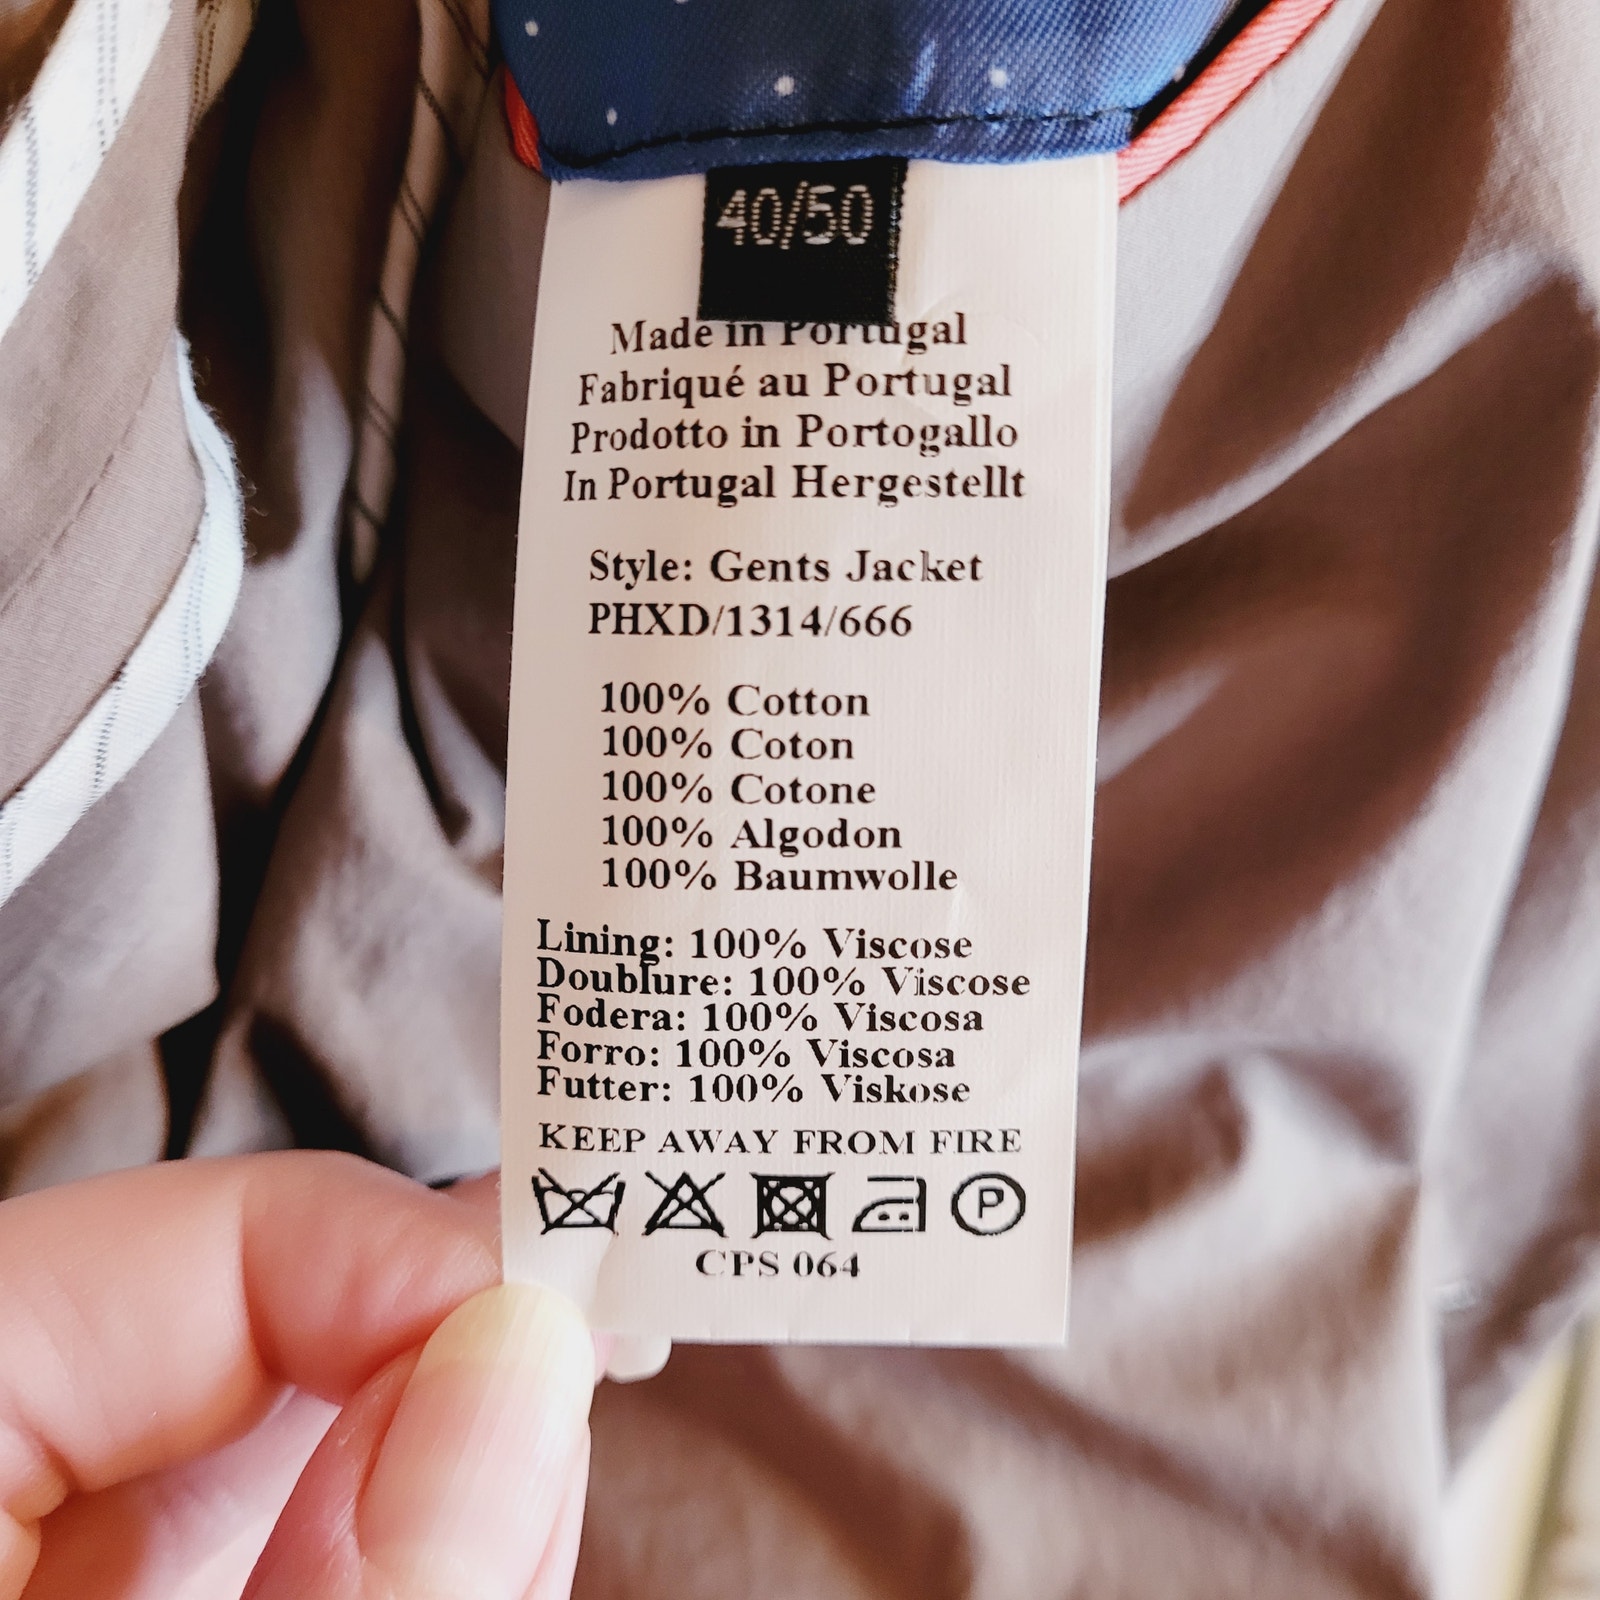 40/50
Made in Portugal
Fabriqué au Portugal
Prodotto in Portogallo
In Portugal Hergestellt
Style: Gents Jacket
PHXD/1314/666
100% Cotton
100% Coton
100% Cotone
100% Algodon
100% Baumwolle
Lining: 100% Viscose
Doublure: 100% Viscose
Fodera: 100% Viscosa
Forro: 100% Viscosa
Futter: 100% Viskose
KEEP AWAY FROM FIRE
P
CPS 064